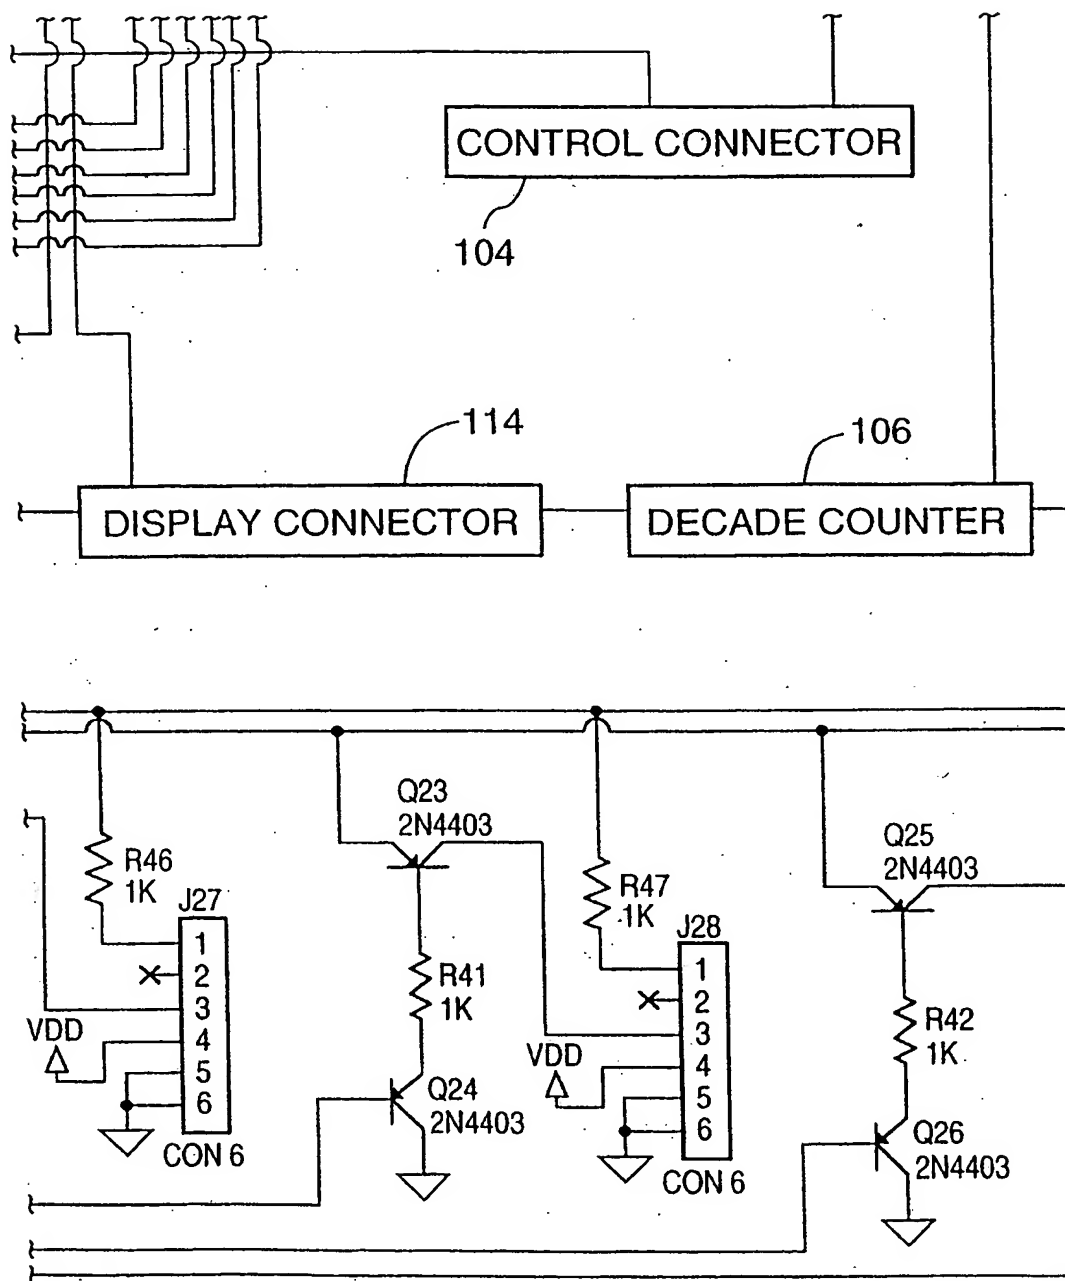 CONTROL CONNECTOR
104
114
106
DISPLAY CONNECTOR
DECADE COUNTER
Q23
2N4403
R46
1K
J27
1
2
3
4
5
6
VDD
CON 6
R41
1K
Q24
2N4403
R47
1K
J28
1
2
3
4
5
6
VDD
CON 6
Q25
2N4403
R42
1K
Q26
2N4403